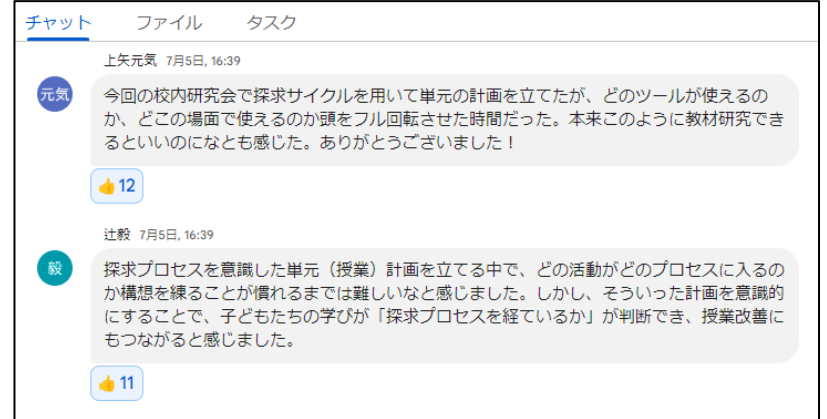 チャット ファイル タスク
上矢元気 7月5日, 16:39
元気
今回の校内研究会で探求サイクルを用いて単元の計画を立てたが、どのツールが使えるの
か、どこの場面で使えるのか頭をフル回転させた時間だった。本来このように教材研究でき
るといいのになとも感じた。ありがとうございました！
👍 12
辻毅 7月5日, 16:39
毅
探求プロセスを意識した単元（授業）計画を立てる中で、どの活動がどのプロセスに入るの
か構想を練ることが慣れるまでは難しいなと感じました。しかし、そういった計画を意識的
にすることで、子どもたちの学びが「探求プロセスを経ているか」が判断でき、授業改善に
もつながると感じました。
👍 11